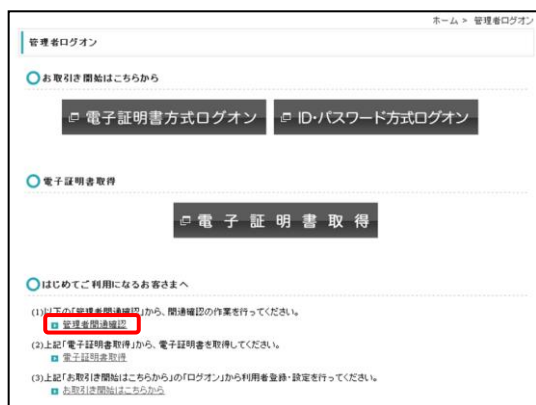 ホーム > 管理者ログオン
管理者ログオン
お取引き開始はこちらから
電子証明書方式ログオン
ID・パスワード方式ログオン
電子証明書取得
電子証明書取得
はじめてご利用になるお客さまへ
(1)以下の「管理者開通確認」から、開通確認の作業を行ってください。
管理者開通確認
(2)上記「電子証明書取得」から、電子証明書を取得してください。
電子証明書取得
(3)上記「お取引き開始はこちらから」の「ログオン」から利用者登録・設定を行ってください。
お取引き開始はこちらから